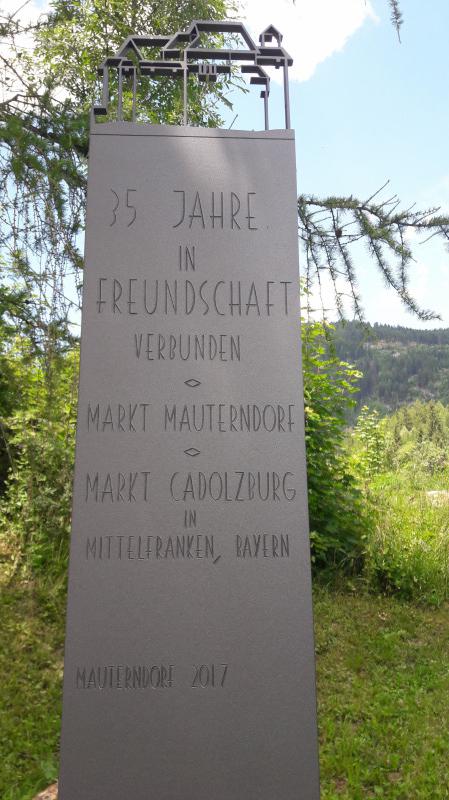 35 JAHRE
IN
FREUNDSCHAFT
VERBUNDEN
MARKT MAUTERNDORF
MARKT CADOLZBURG
IN
MITTELFRANKEN, BAYERN
MAUTERNDORF 2017